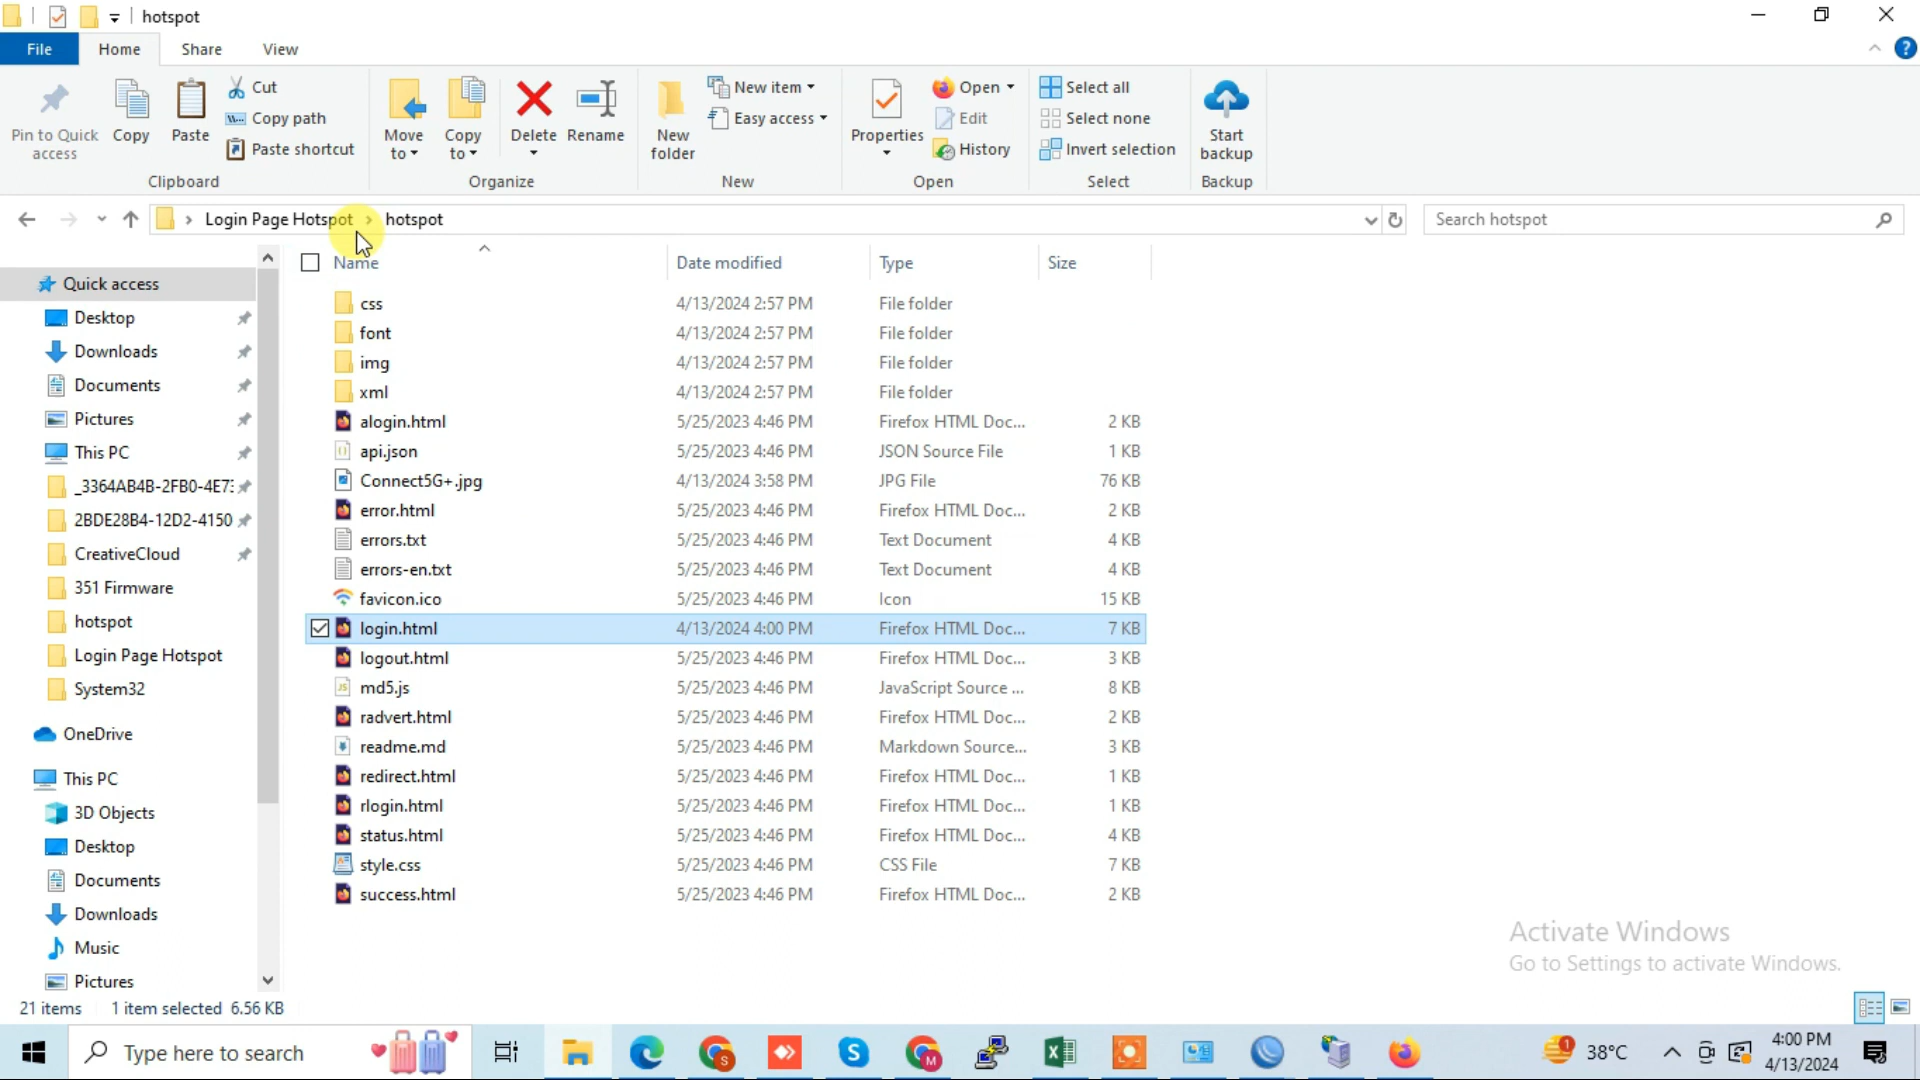 hotspot
File Home Share View
Pin to Quick access
Copy
Paste
Cut
Copy path
Paste shortcut
Clipboard
Move to
Copy to
Delete
Rename
Organize
New folder
New item
Easy access
New
Properties
Open
Edit
History
Open
Select all
Select none
Invert selection
Select
Start backup
Backup
Login Page Hotspot hotspot
Search hotspot
Name Date modified Type Size
Quick access
Desktop
Downloads
Documents
Pictures
This PC
_3364AB4B-2FB0-4E7
2BDE28B4-12D2-4150
CreativeCloud
351 Firmware
hotspot
Login Page Hotspot
System32
OneDrive
This PC
3D Objects
Desktop
Documents
Downloads
Music
Pictures
css 4/13/2024 2:57 PM File folder
font 4/13/2024 2:57 PM File folder
img 4/13/2024 2:57 PM File folder
xml 4/13/2024 2:57 PM File folder
alogin.html 5/25/2023 4:46 PM Firefox HTML Doc... 2 KB
api.json 5/25/2023 4:46 PM JSON Source File 1 KB
Connect5G+.jpg 4/13/2024 3:58 PM JPG File 76 KB
error.html 5/25/2023 4:46 PM Firefox HTML Doc... 2 KB
errors.txt 5/25/2023 4:46 PM Text Document 4 KB
errors-en.txt 5/25/2023 4:46 PM Text Document 4 KB
favicon.ico 5/25/2023 4:46 PM Icon 15 KB
login.html 4/13/2024 4:00 PM Firefox HTML Doc... 7 KB
logout.html 5/25/2023 4:46 PM Firefox HTML Doc... 3 KB
md5.js 5/25/2023 4:46 PM JavaScript Source ... 8 KB
radvert.html 5/25/2023 4:46 PM Firefox HTML Doc... 2 KB
readme.md 5/25/2023 4:46 PM Markdown Source... 3 KB
redirect.html 5/25/2023 4:46 PM Firefox HTML Doc... 1 KB
rlogin.html 5/25/2023 4:46 PM Firefox HTML Doc... 1 KB
status.html 5/25/2023 4:46 PM Firefox HTML Doc... 4 KB
style.css 5/25/2023 4:46 PM CSS File 7 KB
success.html 5/25/2023 4:46 PM Firefox HTML Doc... 2 KB
Activate Windows
Go to Settings to activate Windows.
21 items 1 item selected 6.56 KB
Type here to search
38°C
4:00 PM
4/13/2024